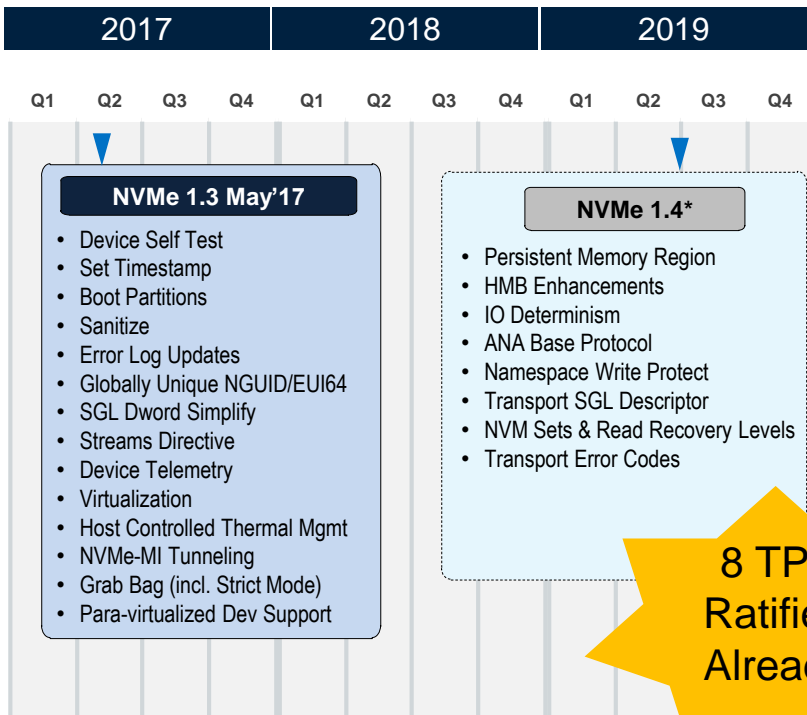 2017 2018 2019
Q1 Q2 Q3 Q4 Q1 Q2 Q3 Q4 Q1 Q2 Q3 Q4
NVMe 1.3 May’17
• Device Self Test
• Set Timestamp
• Boot Partitions
• Sanitize
• Error Log Updates
• Globally Unique NGUID/EUI64
• SGL Dword Simplify
• Streams Directive
• Device Telemetry
• Virtualization
• Host Controlled Thermal Mgmt
• NVMe-MI Tunneling
• Grab Bag (incl. Strict Mode)
• Para-virtualized Dev Support
NVMe 1.4*
• Persistent Memory Region
• HMB Enhancements
• IO Determinism
• ANA Base Protocol
• Namespace Write Protect
• Transport SGL Descriptor
• NVM Sets & Read Recovery Levels
• Transport Error Codes
8 TP
Ratifie
Alrea